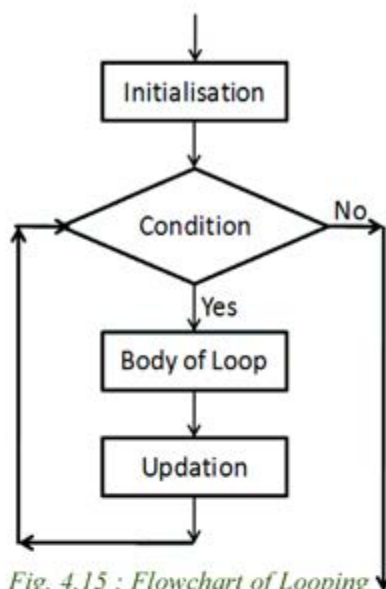 Initialisation
Condition
No
Yes
Body of Loop
Updation
Fig. 4.15 : Flowchart of Looping